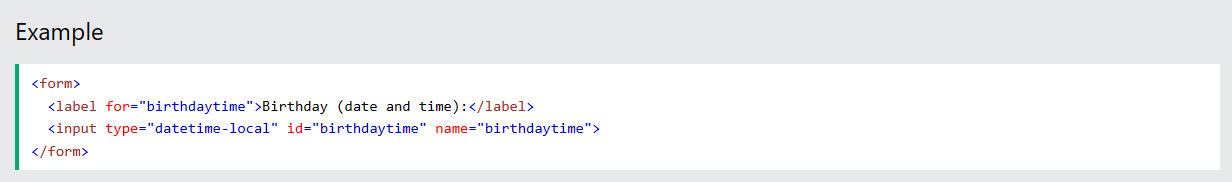 Example
<form>
  <label for="birthdaytime">Birthday (date and time):</label>
  <input type="datetime-local" id="birthdaytime" name="birthdaytime">
</form>